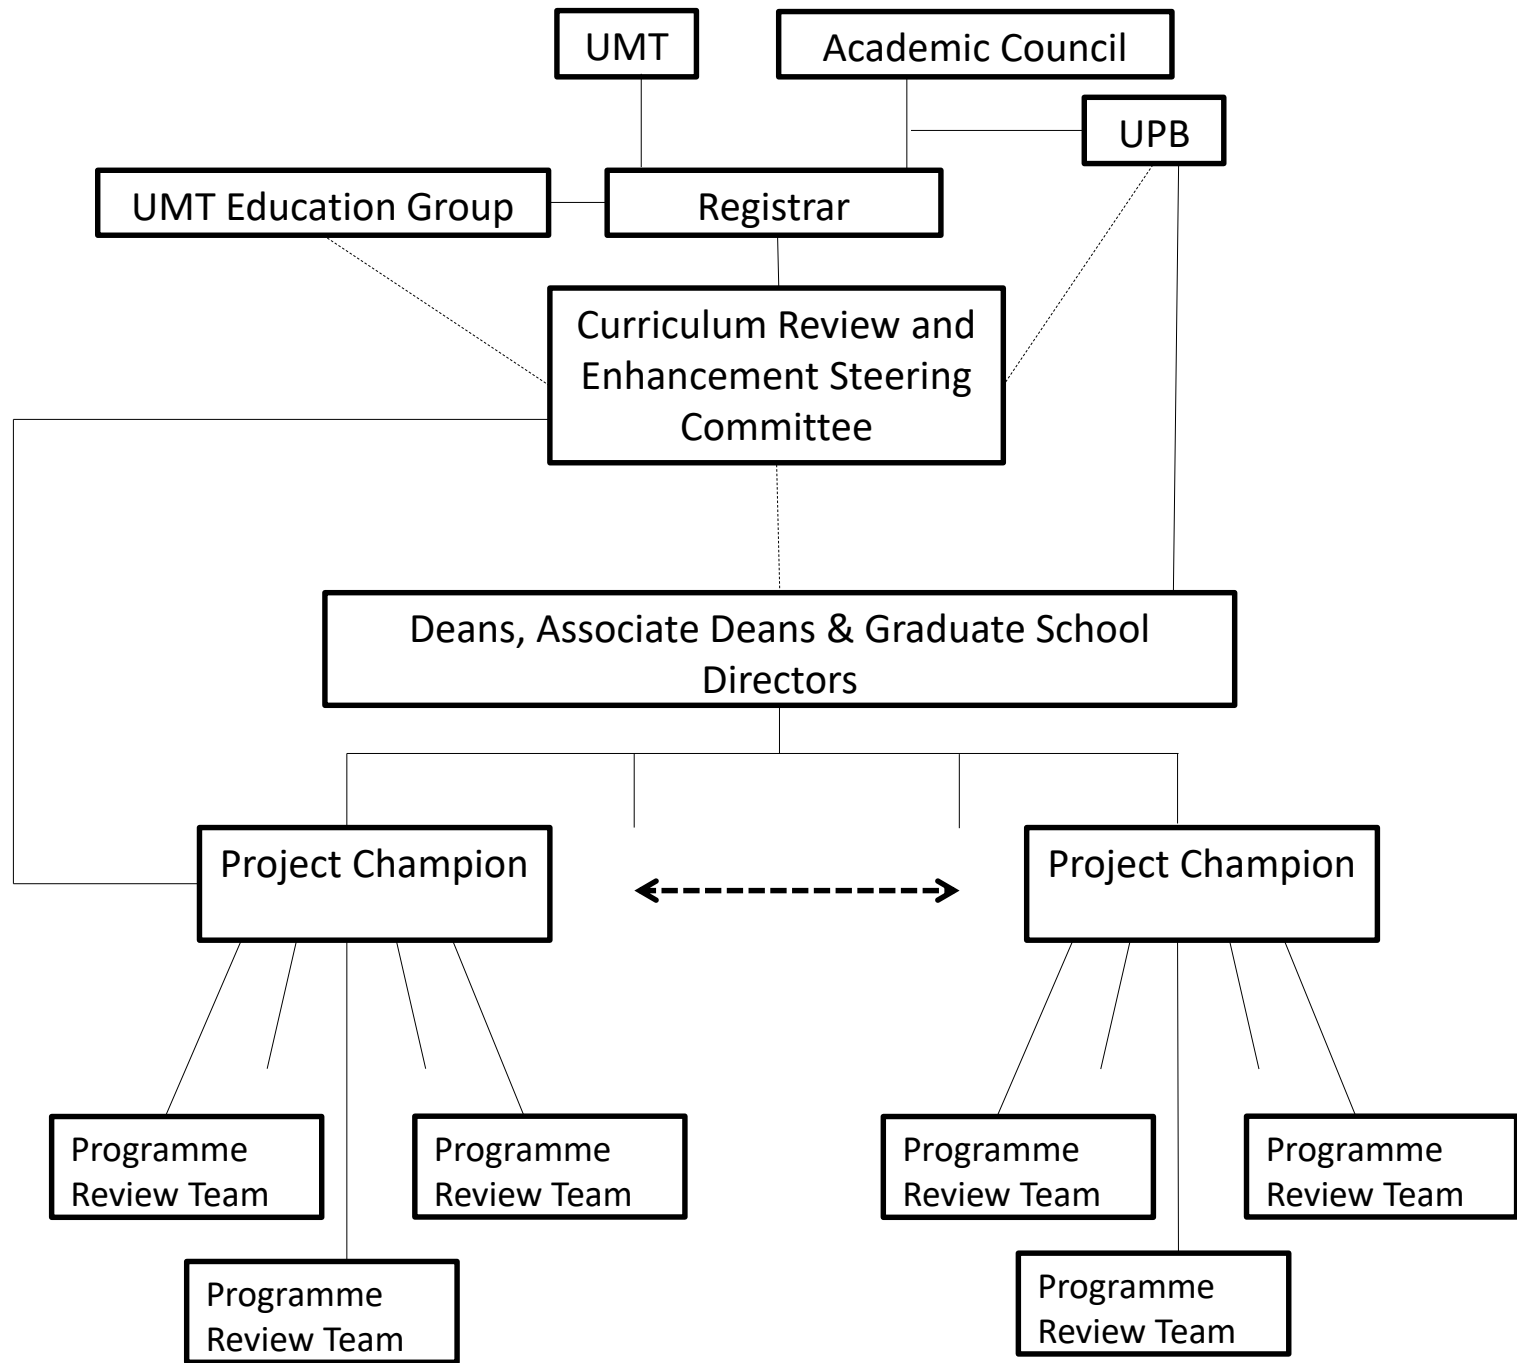 UMT
Academic Council
UPB
UMT Education Group
Registrar
Curriculum Review and
Enhancement Steering
Committee
Deans, Associate Deans & Graduate School
Directors
Project Champion
Project Champion
Programme
Review Team
Programme
Review Team
Programme
Review Team
Programme
Review Team
Programme
Review Team
Programme
Review Team